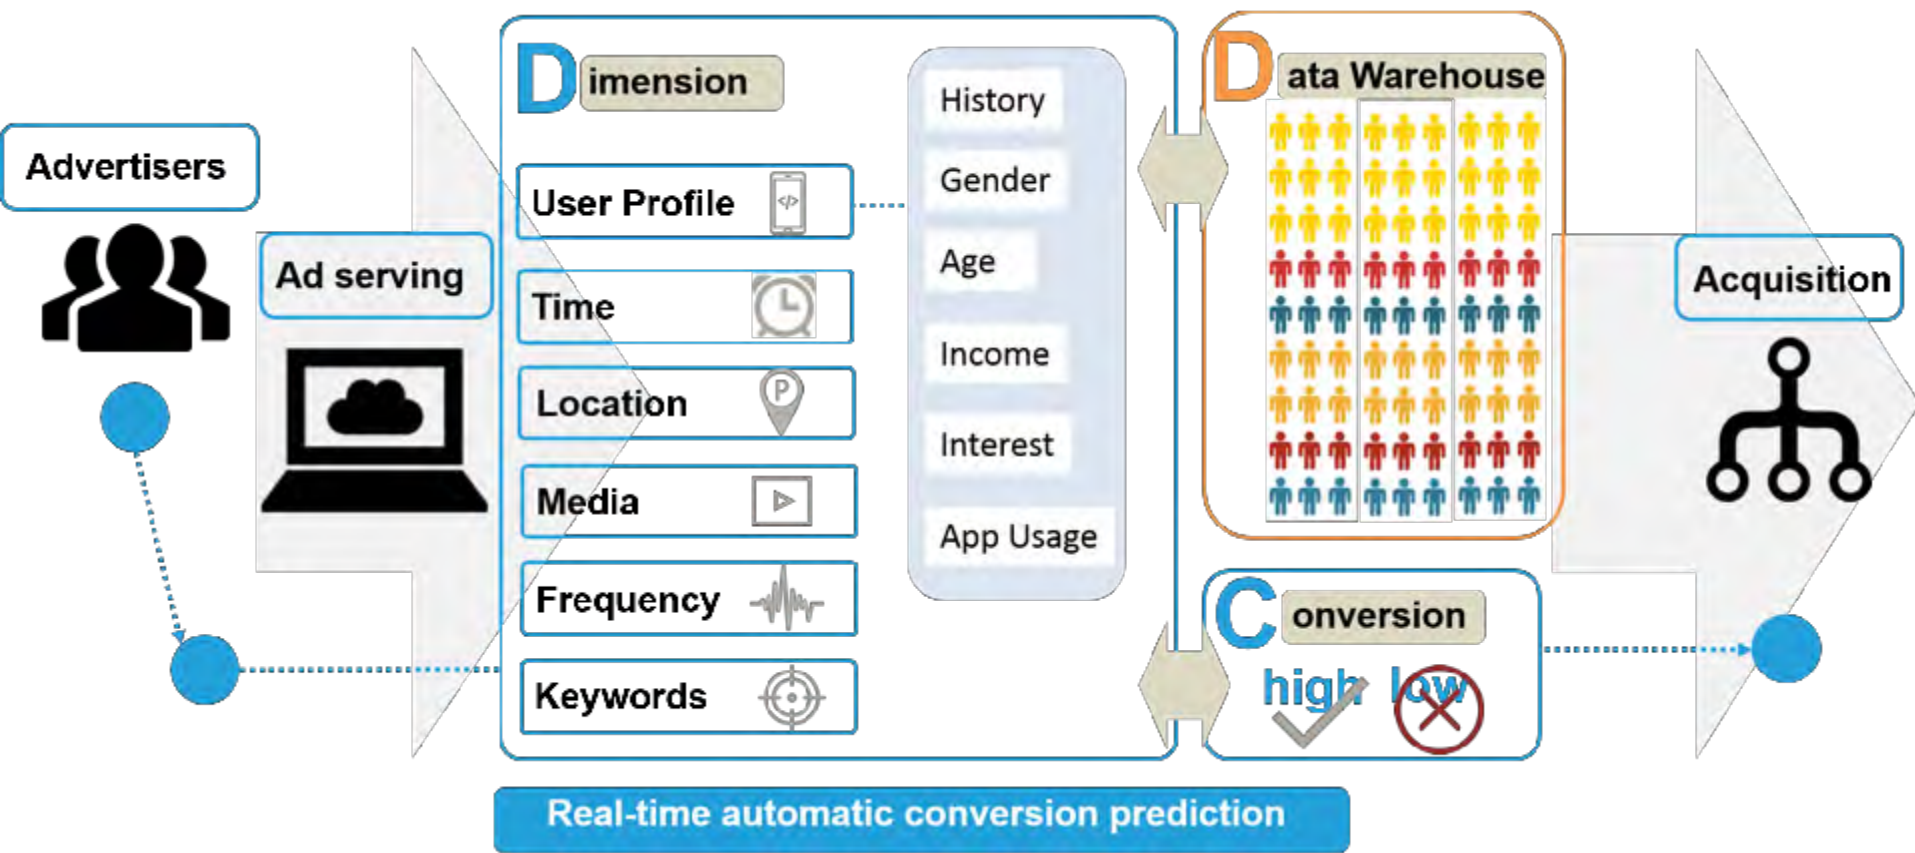 Advertisers
Ad serving
Dimension
User Profile
</>
Time
Location
P
Media
Frequency
Keywords
History
Gender
Age
Income
Interest
App Usage
Data Warehouse
Conversion
high low
Acquisition
Real-time automatic conversion prediction